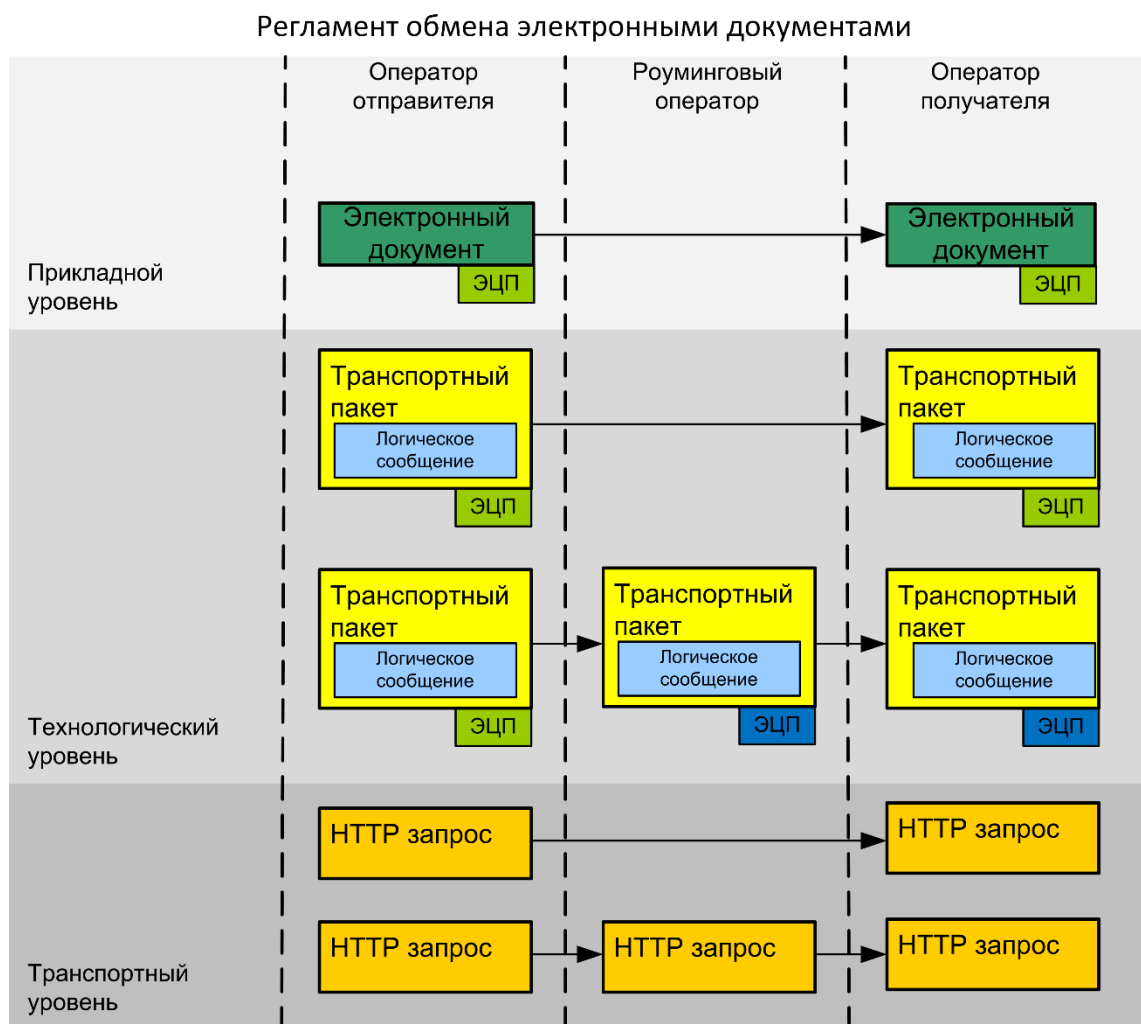 Регламент обмена электронными документами
Оператор
отправителя
Роуминговый
оператор
Оператор
получателя
Прикладной
уровень
Электронный
документ
ЭЦП
Электронный
документ
ЭЦП
Технологический
уровень
Транспортный
пакет
Логическое
сообщение
ЭЦП
Транспортный
пакет
Логическое
сообщение
ЭЦП
Транспортный
пакет
Логическое
сообщение
ЭЦП
Транспортный
пакет
Логическое
сообщение
ЭЦП
Транспортный
пакет
Логическое
сообщение
ЭЦП
Транспортный
уровень
HTTP запрос
HTTP запрос
HTTP запрос
HTTP запрос
HTTP запрос